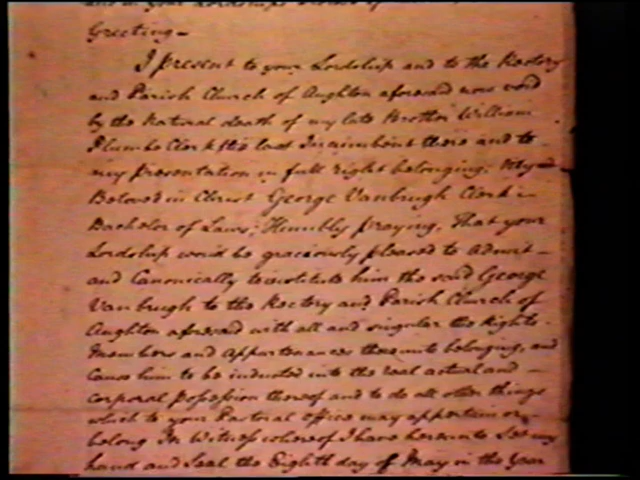 and in your Lordships
Greeting —
I present to your Lordship and to the Rectory
and Parish Church of Aughton aforesaid now void
by the Natural death of my late Brother William
Plumbe Clerk the last Incumbent there and to
my presentation in full right belonging. My —
Beloved in Christ George Vanbrugh Clerk —
Bachelor of Laws; Humbly praying, That your
Lordship would be graciously pleased to admit —
and Canonically to institute him the said George
Vanbrugh to the Rectory and Parish Church of
Aughton aforesaid with all and singular the Rights
Members and Appurtenances thereunto belonging, and
Cause him to be inducted into the real actual and —
corporal possession thereof and to do all other things
which to your Pastoral office may appertain or
belong In Witness whereof I have hereunto Set my
hand and Seal the Eighth day of May in the Year